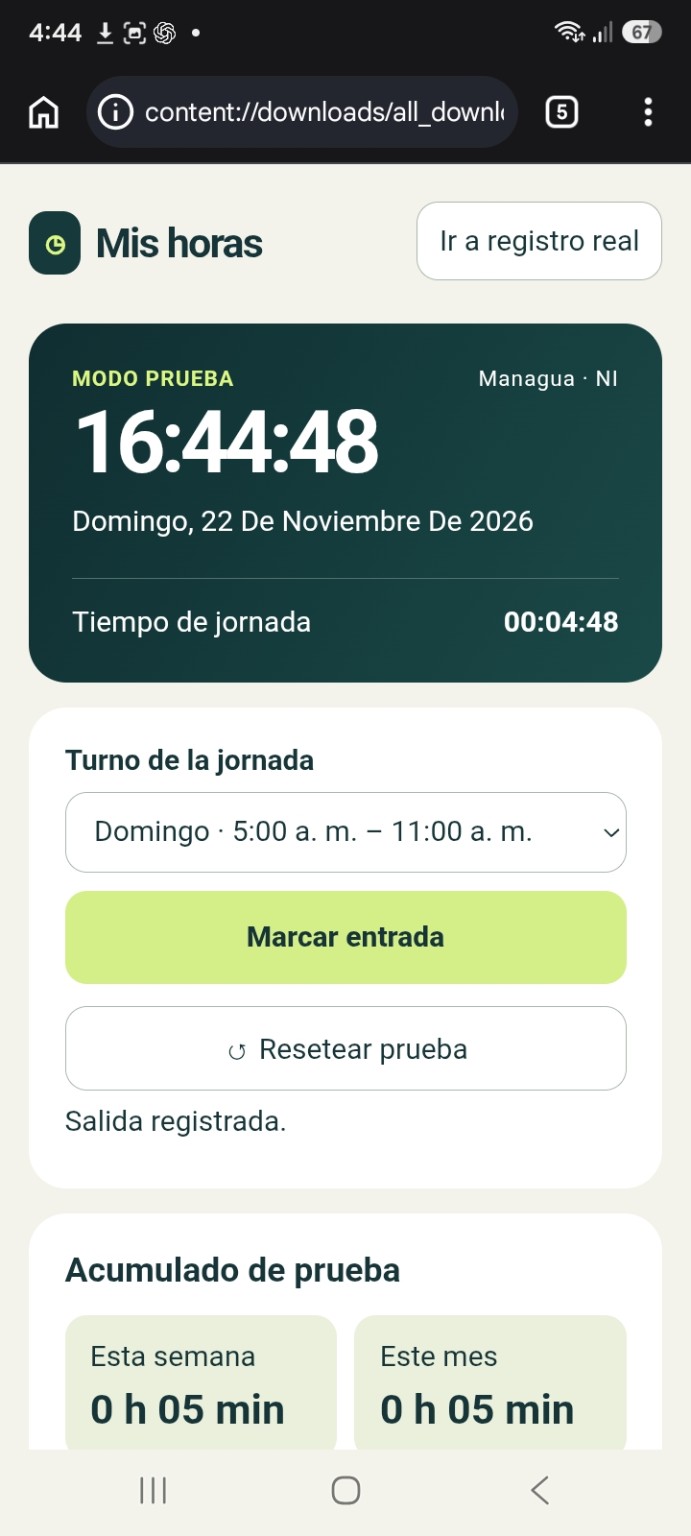 4:44
67
content://downloads/all_downl
5
Mis horas
Ir a registro real
MODO PRUEBA
Managua · NI
16:44:48
Domingo, 22 De Noviembre De 2026
Tiempo de jornada
00:04:48
Turno de la jornada
Domingo · 5:00 a. m. – 11:00 a. m.
Marcar entrada
↺ Resetear prueba
Salida registrada.
Acumulado de prueba
Esta semana
Este mes
0 h 05 min
0 h 05 min